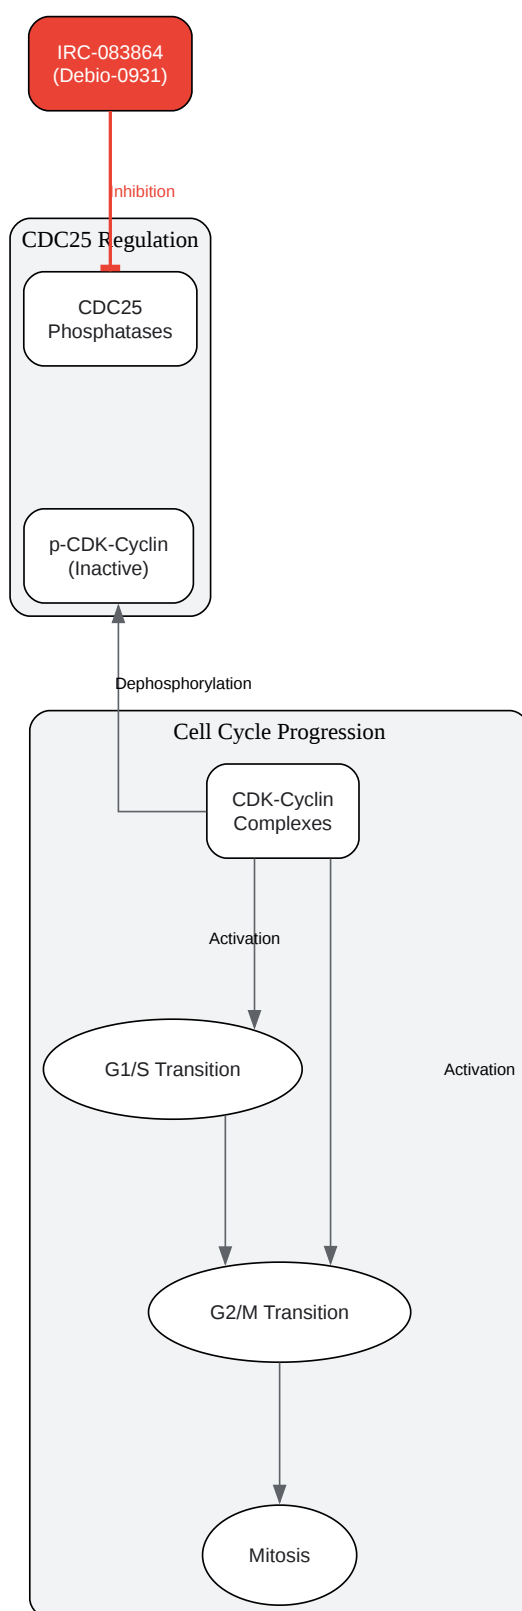 IRC-083864
(Debio-0931)
Inhibition
CDC25 Regulation
CDC25
Phosphatases
p-CDK-Cyclin
(Inactive)
Dephosphorylation
Cell Cycle Progression
CDK-Cyclin
Complexes
Activation
G1/S Transition
Activation
G2/M Transition
Mitosis